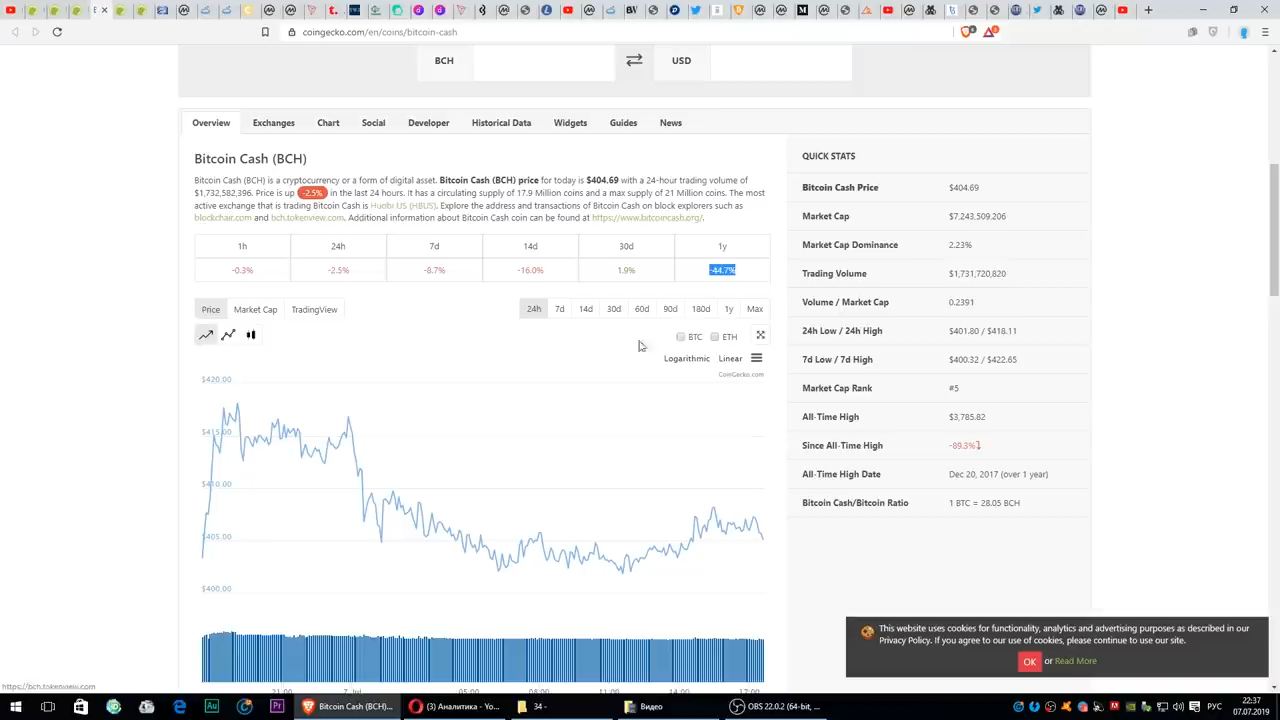 coingecko.com/en/coins/bitcoin-cash
BCH
USD
Overview
Exchanges
Chart
Social
Developer
Historical Data
Widgets
Guides
News
Bitcoin Cash (BCH)
Bitcoin Cash (BCH) is a cryptocurrency or a form of digital asset. Bitcoin Cash (BCH) price for today is $404.69 with a 24-hour trading volume of
$1,732,582,396. Price is up -2.5% in the last 24 hours. It has a circulating supply of 17.9 Million coins and a max supply of 21 Million coins. The most
active exchange that is trading Bitcoin Cash is Huobi US (HBUS). Explore the address and transactions of Bitcoin Cash on block explorers such as
blockchair.com and bch.tokenview.com. Additional information about Bitcoin Cash coin can be found at https://www.bitcoincash.org/.
1h 24h 7d 14d 30d 1y
-0.3% -2.5% -8.7% -16.0% 1.9% -44.7%
Price Market Cap TradingView
24h 7d 14d 30d 60d 90d 180d 1y Max
BTC ETH
Logarithmic Linear
CoinGecko.com
$420.00
$415.00
$410.00
$405.00
$400.00
21:00 7. Jul 05:00 08:00 11:00 14:00 17:00
QUICK STATS
Bitcoin Cash Price $404.69
Market Cap $7,243,509,206
Market Cap Dominance 2.23%
Trading Volume $1,731,720,820
Volume / Market Cap 0.2391
24h Low / 24h High $401.80 / $418.11
7d Low / 7d High $400.32 / $422.65
Market Cap Rank #5
All-Time High $3,785.82
Since All-Time High -89.3%
All-Time High Date Dec 20, 2017 (over 1 year)
Bitcoin Cash/Bitcoin Ratio 1 BTC = 28.05 BCH
This website uses cookies for functionality, analytics and advertising purposes as described in our
Privacy Policy. If you agree to our use of cookies, please continue to use our site.
OK or Read More
https://bch.tokenview.com
Bitcoin Cash (BCH)...
(3) Аналитика - Yo...
34 -
Видео
OBS 22.0.2 (64-bit, ...
РУС
22:37
07.07.2019